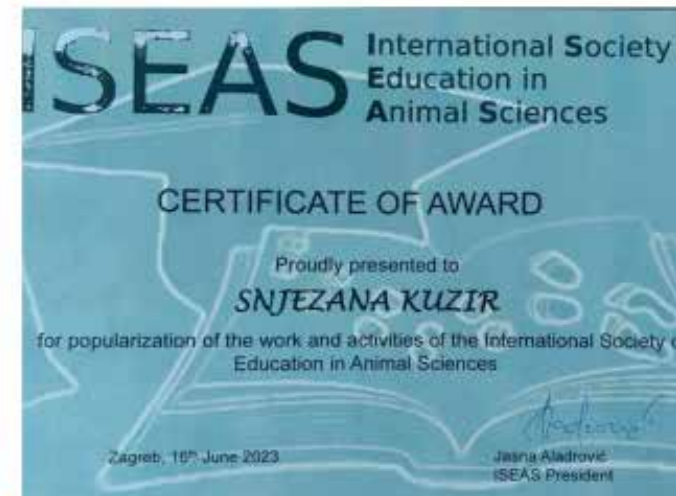 ISEAS
International Society
Education in
Animal Sciences
CERTIFICATE OF AWARD
Proudly presented to
SNJEZANA KUZIR
for popularization of the work and activities of the International Society
Education in Animal Sciences
Zagreb, 16th June 2023
Jasna Aladrović
ISEAS President